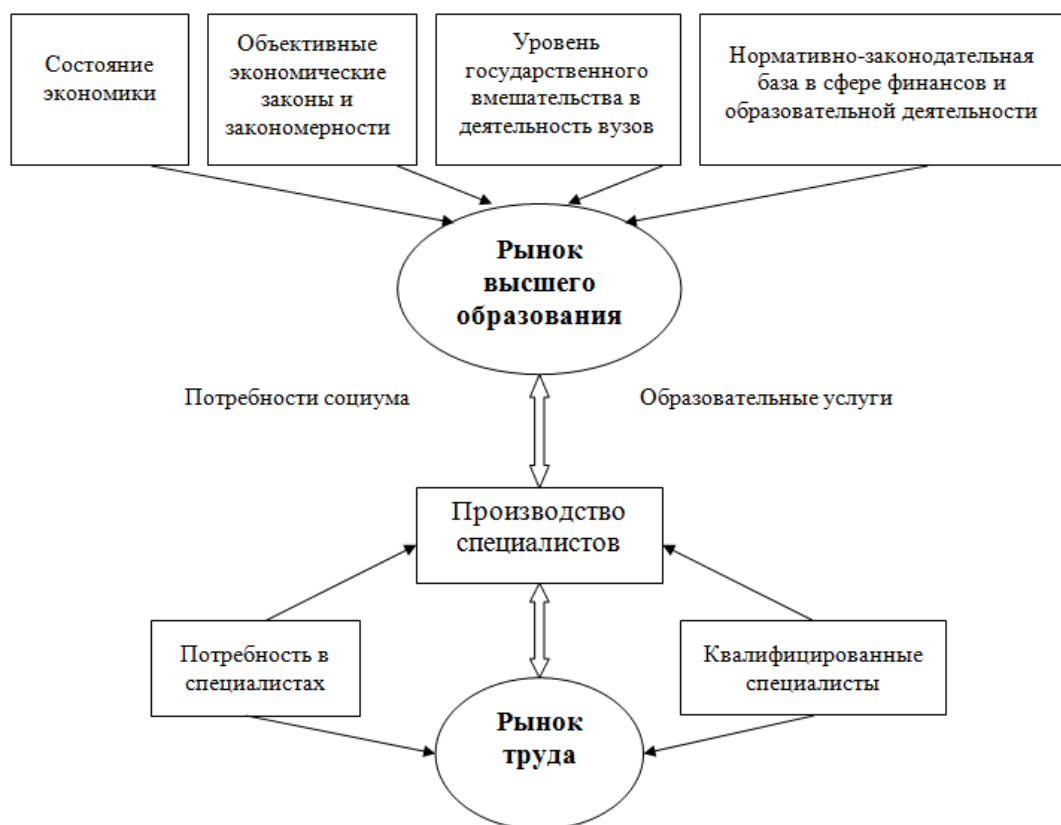 Состояние
экономики
Объективные
экономические
законы и
закономерности
Уровень
государственного
вмешательства в
деятельность вузов
Нормативно-законодательная
база в сфере финансов и
образовательной деятельности
Рынок
высшего
образования
Потребности социума
Образовательные услуги
Производство
специалистов
Потребность в
специалистах
Квалифицированные
специалисты
Рынок
труда